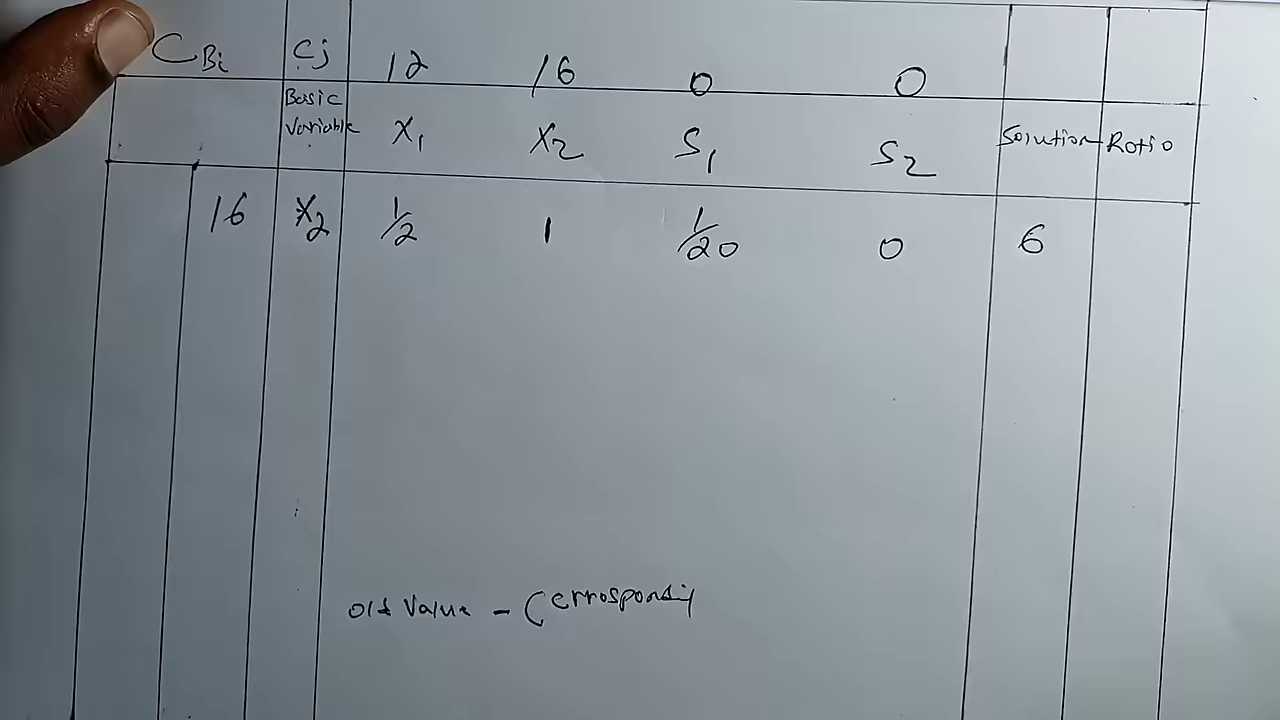 CBi Cj 12 16 0 0
Basic Variable X1 X2 S1 S2 Solution Ratio
16 X2 1/2 1 1/20 0 6
Old Value - (Cerrosponsij